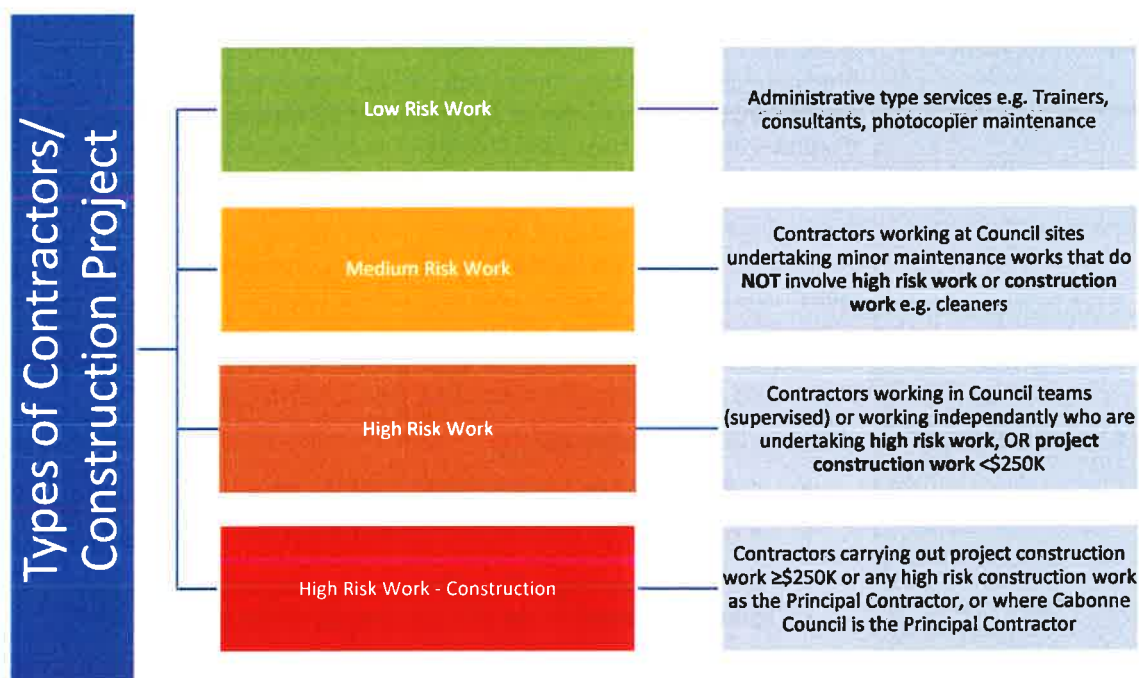 Types of Contractors/
Construction Project
Low Risk Work
Administrative type services e.g. Trainers,
consultants, photocopier maintenance
Medium Risk Work
Contractors working at Council sites
undertaking minor maintenance works that do
NOT involve high risk work or construction
work e.g. cleaners
High Risk Work
Contractors working in Council teams
(supervised) or working independantly who are
undertaking high risk work, OR project
construction work <$250K
High Risk Work - Construction
Contractors carrying out project construction
work ≥$250K or any high risk construction work
as the Principal Contractor, or where Cabonne
Council is the Principal Contractor